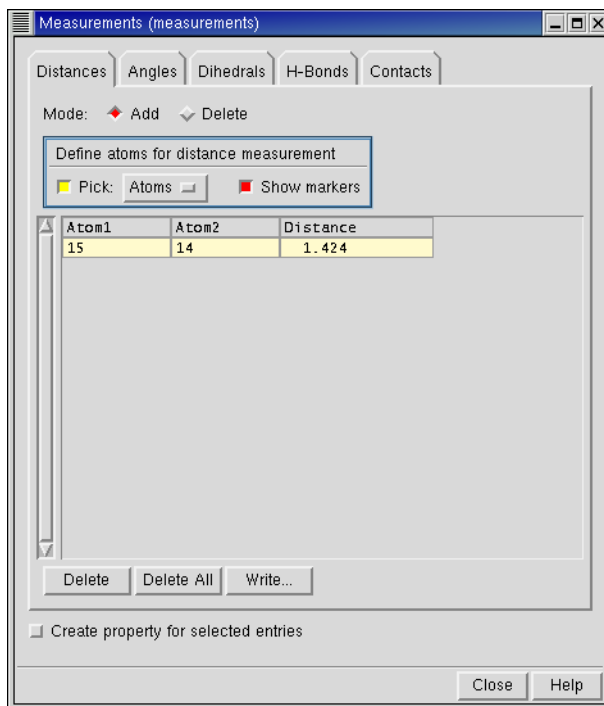 Measurements (measurements)
Distances Angles Dihedrals H-Bonds Contacts
Mode: Add Delete
Define atoms for distance measurement
Pick: Atoms Show markers
Atom1 Atom2 Distance
15 14 1.424
Delete Delete All Write...
Create property for selected entries
Close Help